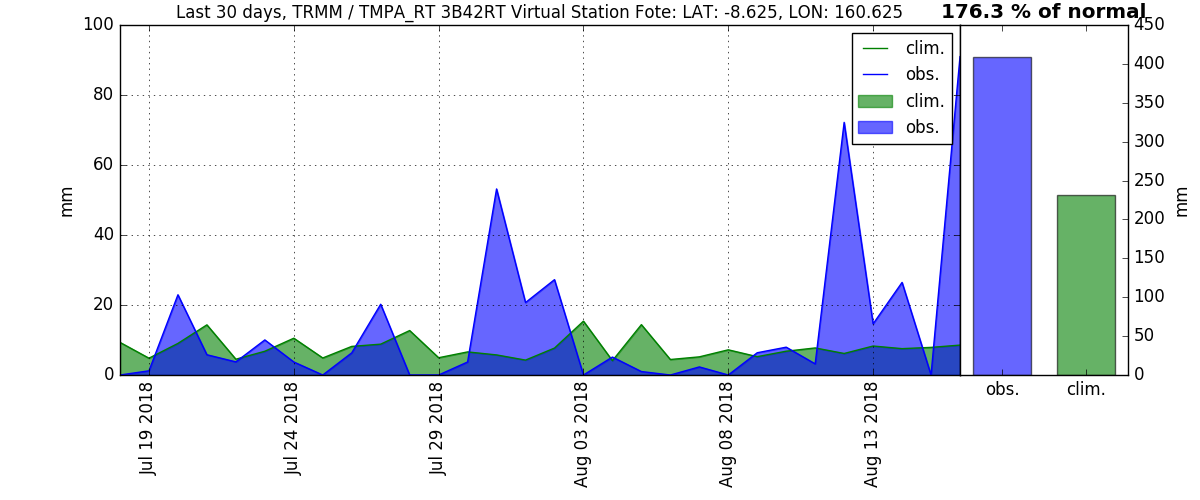 Last 30 days, TRMM / TMPA_RT 3B42RT Virtual Station Fote: LAT: -8.625, LON: 160.625
176.3 % of normal
100
80
60
40
20
0
mm
clim.
obs.
clim.
obs.
450
400
350
300
250
200
150
100
50
0
mm
Jul 19 2018
Jul 24 2018
Jul 29 2018
Aug 03 2018
Aug 08 2018
Aug 13 2018
obs.
clim.